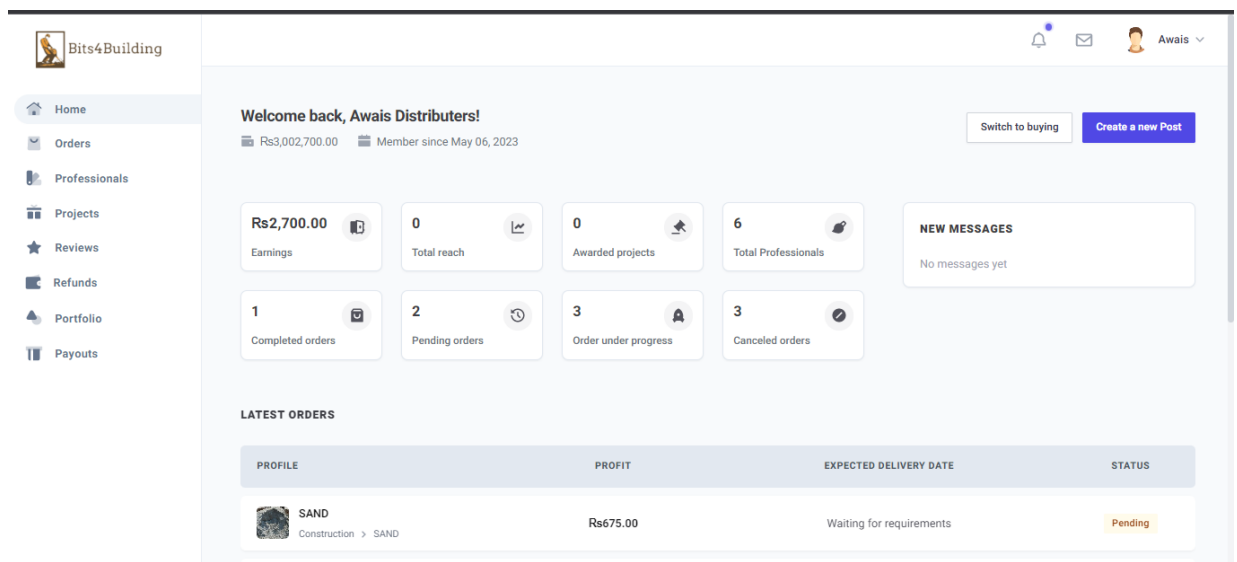 Bits4Building
Awais
Home
Orders
Professionals
Projects
Reviews
Refunds
Portfolio
Payouts
Welcome back, Awais Distributers!
Rs3,002,700.00 Member since May 06, 2023
Switch to buying
Create a new Post
Rs2,700.00
Earnings
0
Total reach
0
Awarded projects
6
Total Professionals
NEW MESSAGES
No messages yet
1
Completed orders
2
Pending orders
3
Order under progress
3
Canceled orders
LATEST ORDERS
PROFILE PROFIT EXPECTED DELIVERY DATE STATUS
SAND
Construction > SAND
Rs675.00
Waiting for requirements
Pending